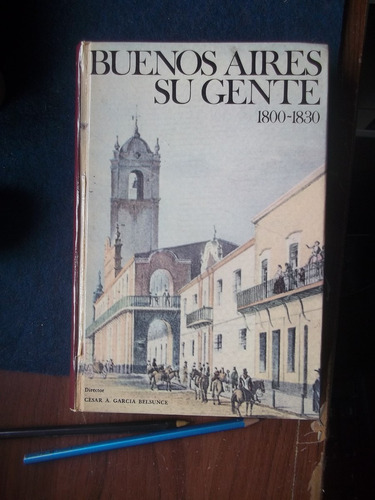 BUENOS AIRES
SU GENTE
1800-1830
Director
CESAR A. GARCIA BELSUNCE